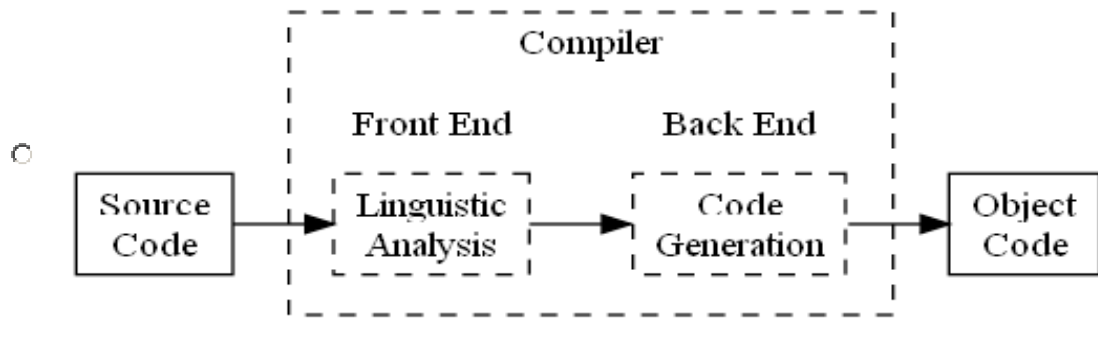 Compiler
Front End
Back End
Source
Code
Linguistic
Analysis
Code
Generation
Object
Code